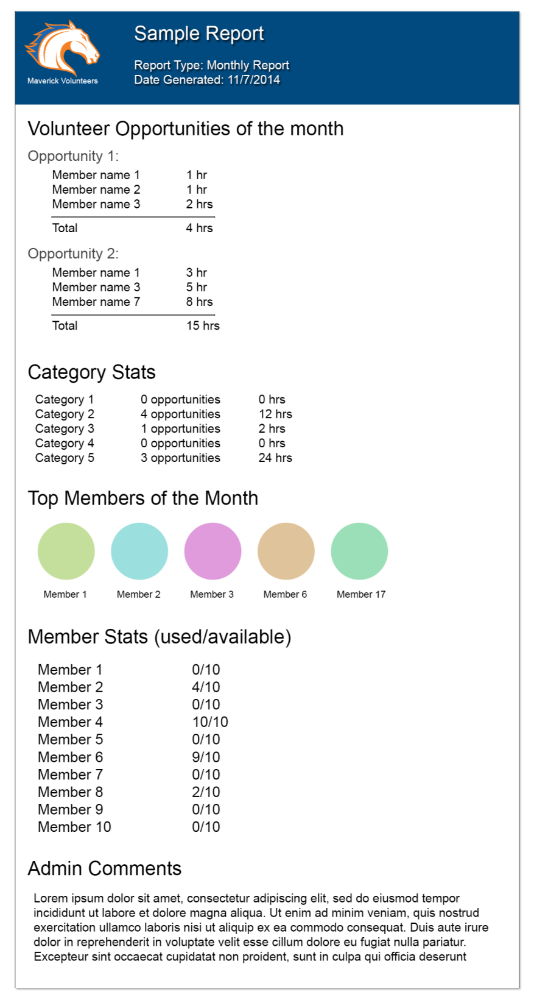 Sample Report
Report Type: Monthly Report
Date Generated: 11/7/2014
Maverick Volunteers
Volunteer Opportunities of the month
Opportunity 1:
Member name 1 1 hr
Member name 2 1 hr
Member name 3 2 hrs
Total 4 hrs
Opportunity 2:
Member name 1 3 hr
Member name 3 5 hr
Member name 7 8 hrs
Total 15 hrs
Category Stats
Category 1 0 opportunities 0 hrs
Category 2 4 opportunities 12 hrs
Category 3 1 opportunities 2 hrs
Category 4 0 opportunities 0 hrs
Category 5 3 opportunities 24 hrs
Top Members of the Month
Member 1 Member 2 Member 3 Member 6 Member 17
Member Stats (used/available)
Member 1 0/10
Member 2 4/10
Member 3 0/10
Member 4 10/10
Member 5 0/10
Member 6 9/10
Member 7 0/10
Member 8 2/10
Member 9 0/10
Member 10 0/10
Admin Comments
Lorem ipsum dolor sit amet, consectetur adipiscing elit, sed do eiusmod tempor
incididunt ut labore et dolore magna aliqua. Ut enim ad minim veniam, quis nostrud
exercitation ullamco laboris nisi ut aliquip ex ea commodo consequat. Duis aute irure
dolor in reprehenderit in voluptate velit esse cillum dolore eu fugiat nulla pariatur.
Excepteur sint occaecat cupidatat non proident, sunt in culpa qui officia deserunt